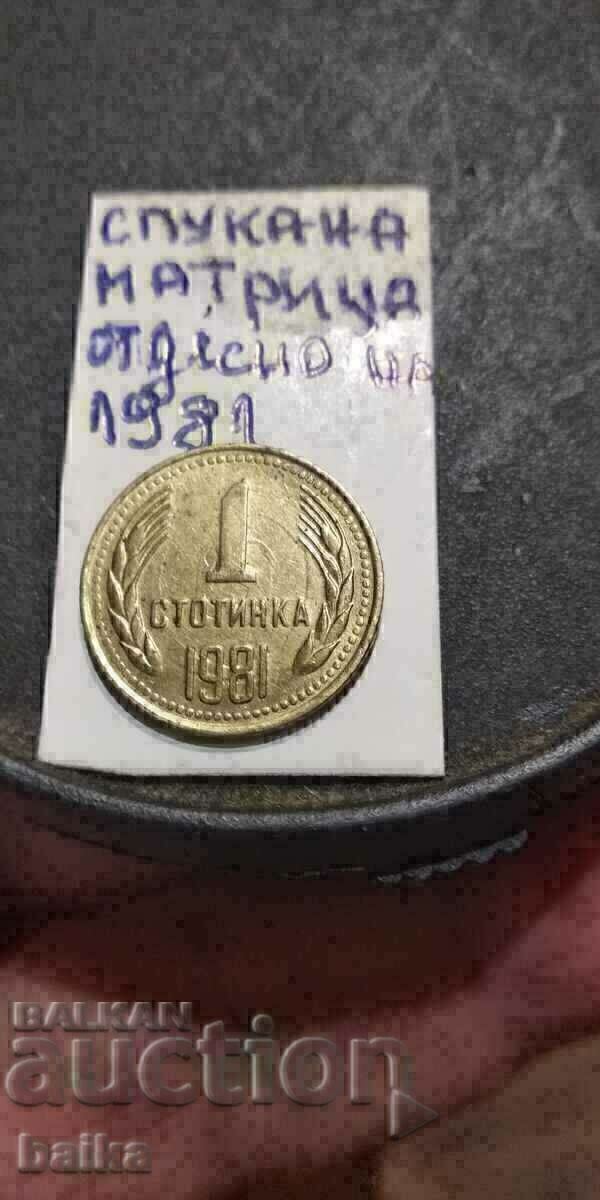 СПУКАНА
МАТРИЦА
ОТДЯСНО НА
1981
1
СТОТИНКА
1981
BALKAN
auction
baika